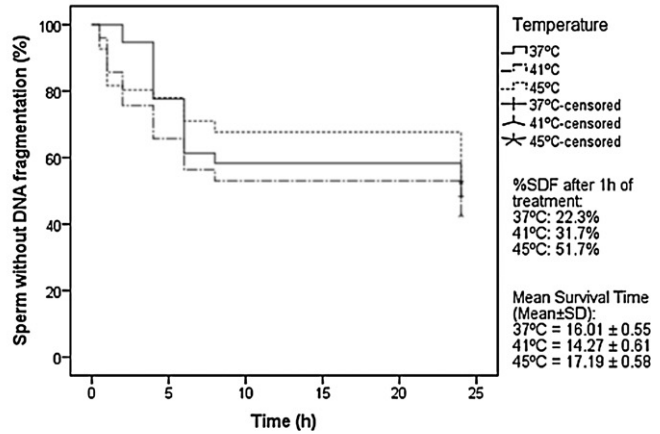 Sperm without DNA fragmentation (%)
100
80
60
40
20
0
0 5 10 15 20 25
Time (h)
Temperature
37ºC
41ºC
45ºC
37ºC-censored
41ºC-censored
45ºC-censored
%SDF after 1h of
treatment:
37ºC: 22.3%
41ºC: 31.7%
45ºC: 51.7%
Mean Survival Time
(Mean±SD):
37ºC = 16.01 ± 0.55
41ºC = 14.27 ± 0.61
45ºC = 17.19 ± 0.58